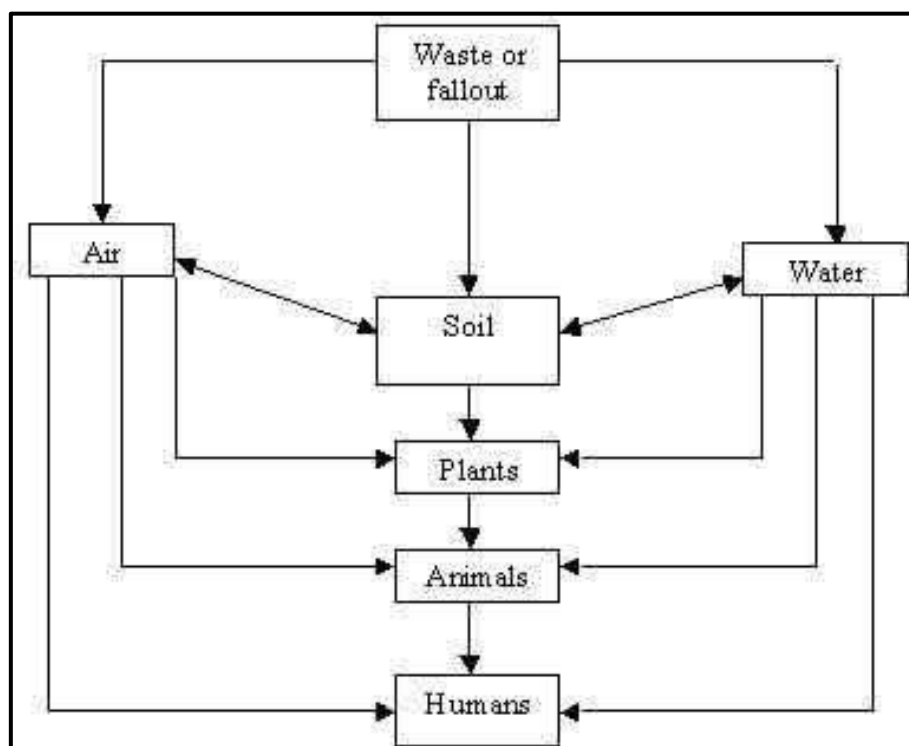 Waste or
fallout
Air
Water
Soil
Plants
Animals
Humans